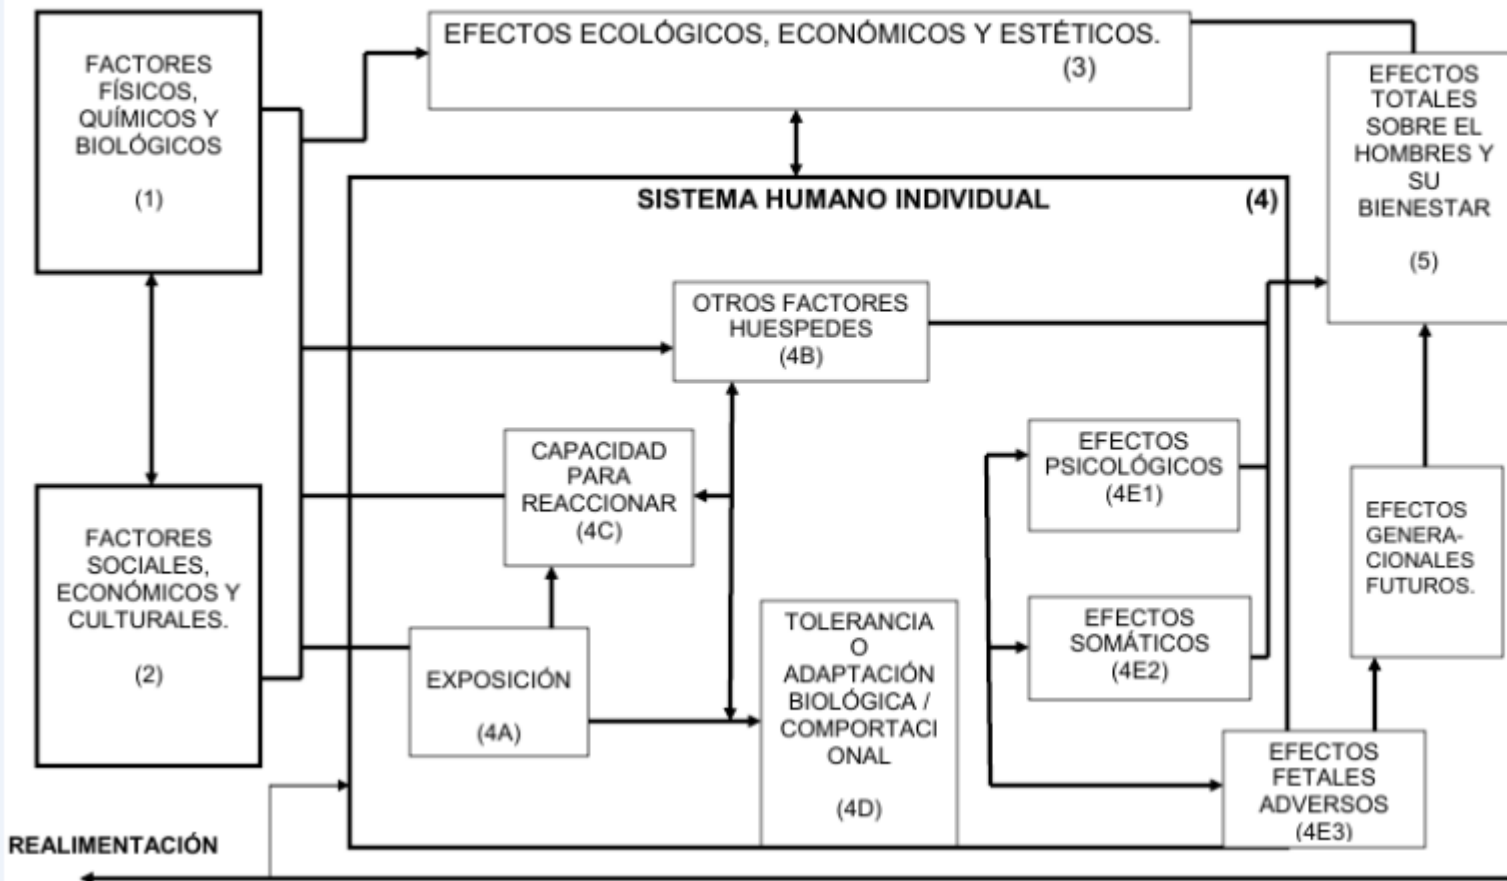 FACTORES
FÍSICOS,
QUÍMICOS Y
BIOLÓGICOS
(1)
EFECTOS ECOLÓGICOS, ECONÓMICOS Y ESTÉTICOS.
(3)
EFECTOS
TOTALES
SOBRE EL
HOMBRES Y
SU
BIENESTAR
(5)
SISTEMA HUMANO INDIVIDUAL (4)
OTROS FACTORES
HUESPEDES
(4B)
CAPACIDAD
PARA
REACCIONAR
(4C)
EFECTOS
PSICOLÓGICOS
(4E1)
EFECTOS
GENERA-
CIONALES
FUTUROS.
FACTORES
SOCIALES,
ECONÓMICOS Y
CULTURALES.
(2)
EXPOSICIÓN
(4A)
TOLERANCIA
O
ADAPTACIÓN
BIOLÓGICA /
COMPORTACI
ONAL
(4D)
EFECTOS
SOMÁTICOS
(4E2)
EFECTOS
FETALES
ADVERSOS
(4E3)
REALIMENTACIÓN